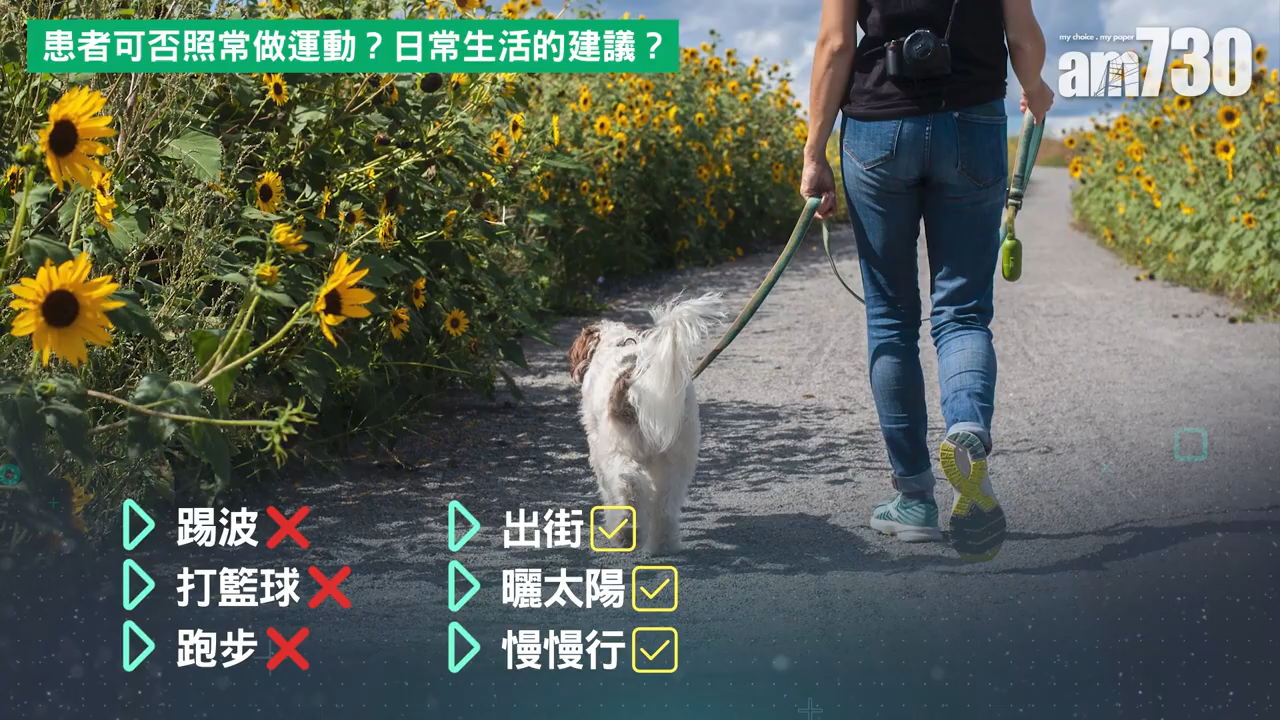 患者可否照常做運動？日常生活的建議？
my choice . my paper
am730
踢波
打籃球
跑步
出街
曬太陽
慢慢行